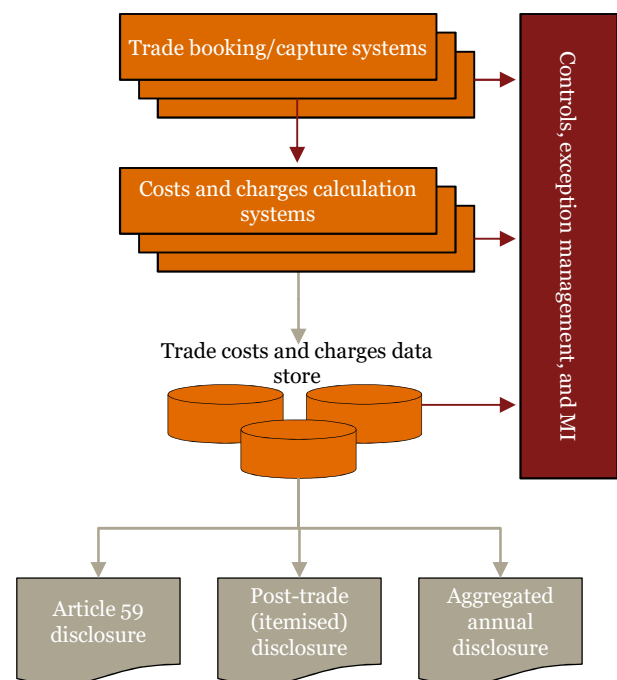 Trade booking/capture systems
Controls, exception management, and MI
Costs and charges calculation
systems
Trade costs and charges data
store
Article 59
disclosure
Post-trade
(itemised)
disclosure
Aggregated
annual
disclosure